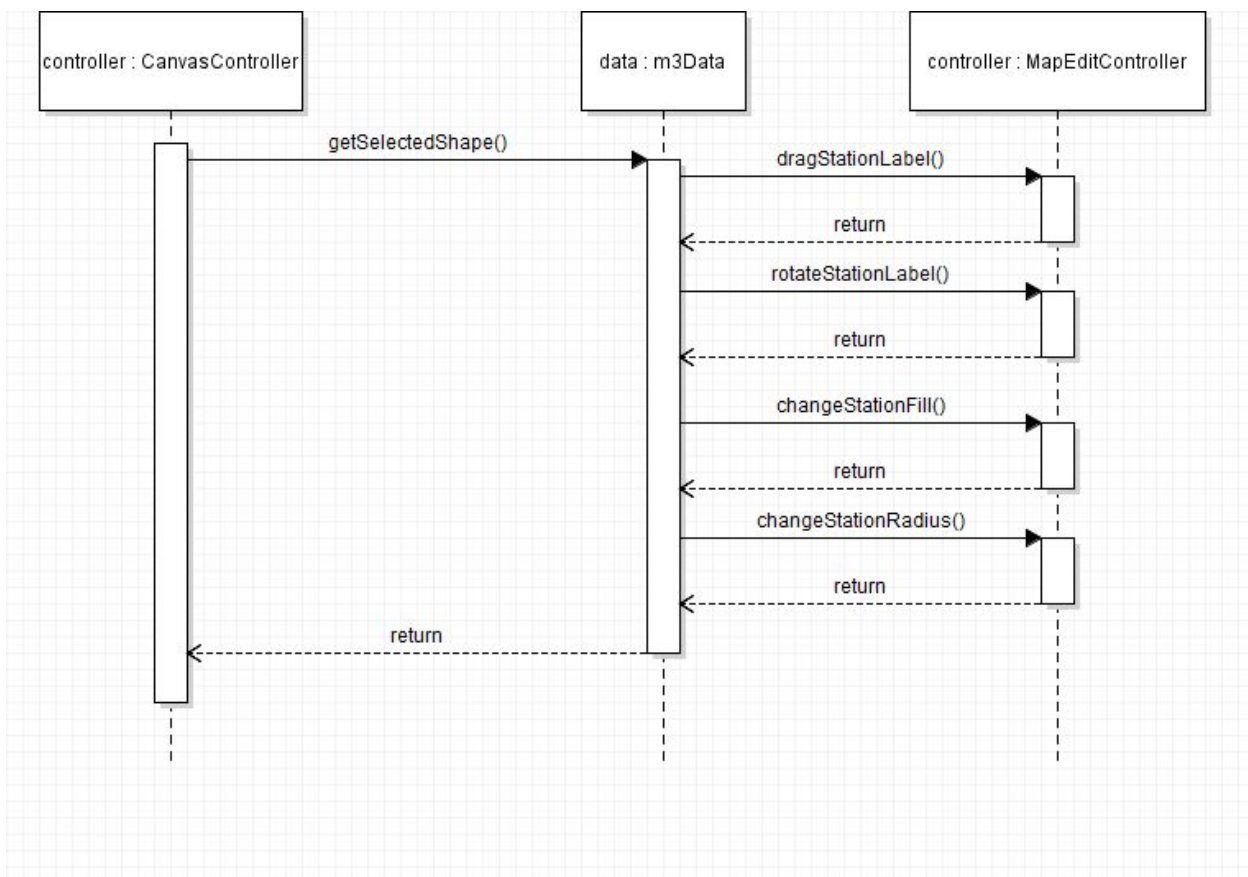 controller : CanvasController
data : m3Data
controller : MapEditController
getSelectedShape()
dragStationLabel()
return
rotateStationLabel()
return
changeStationFill()
return
changeStationRadius()
return
return